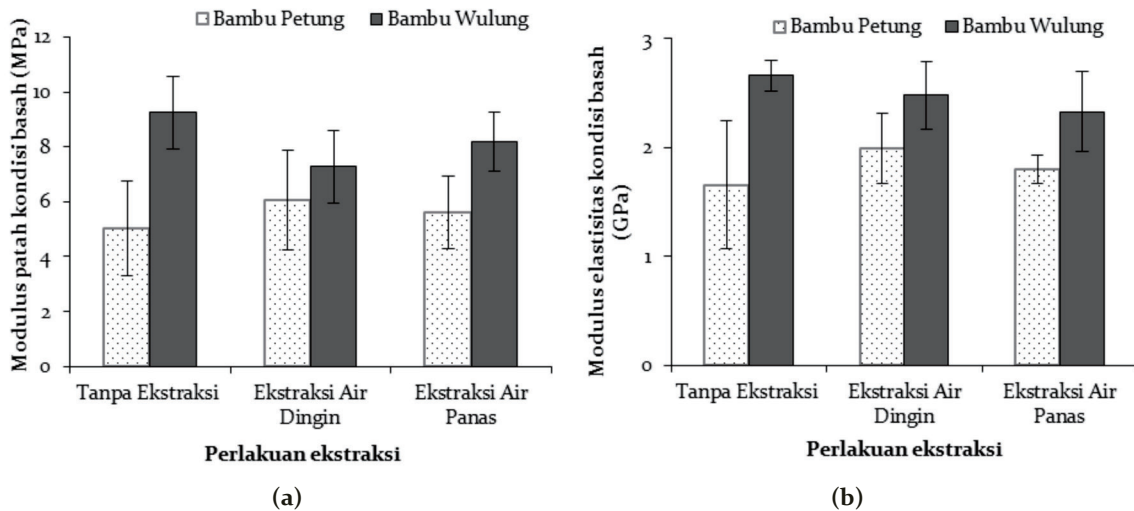 Bambu Petung
Bambu Wulung
Modulus patah kondisi basah (MPa)
12
10
8
6
4
2
0
Tanpa Ekstraksi
Ekstraksi Air
Dingin
Ekstraksi Air
Panas
Perlakuan ekstraksi
(a)
Bambu Petung
Bambu Wulung
Modulus elastisitas kondisi basah
(GPa)
3
2
1
0
Tanpa Ekstraksi
Ekstraksi Air
Dingin
Ekstraksi Air
Panas
Perlakuan ekstraksi
(b)